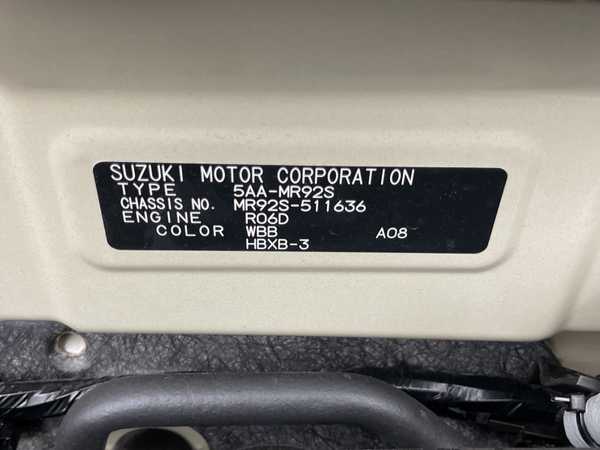 SUZUKI MOTOR CORPORATION
TYPE 5AA-MR92S
CHASSIS NO. MR92S-511636
ENGINE R06D
COLOR WBB A08
HBXB-3